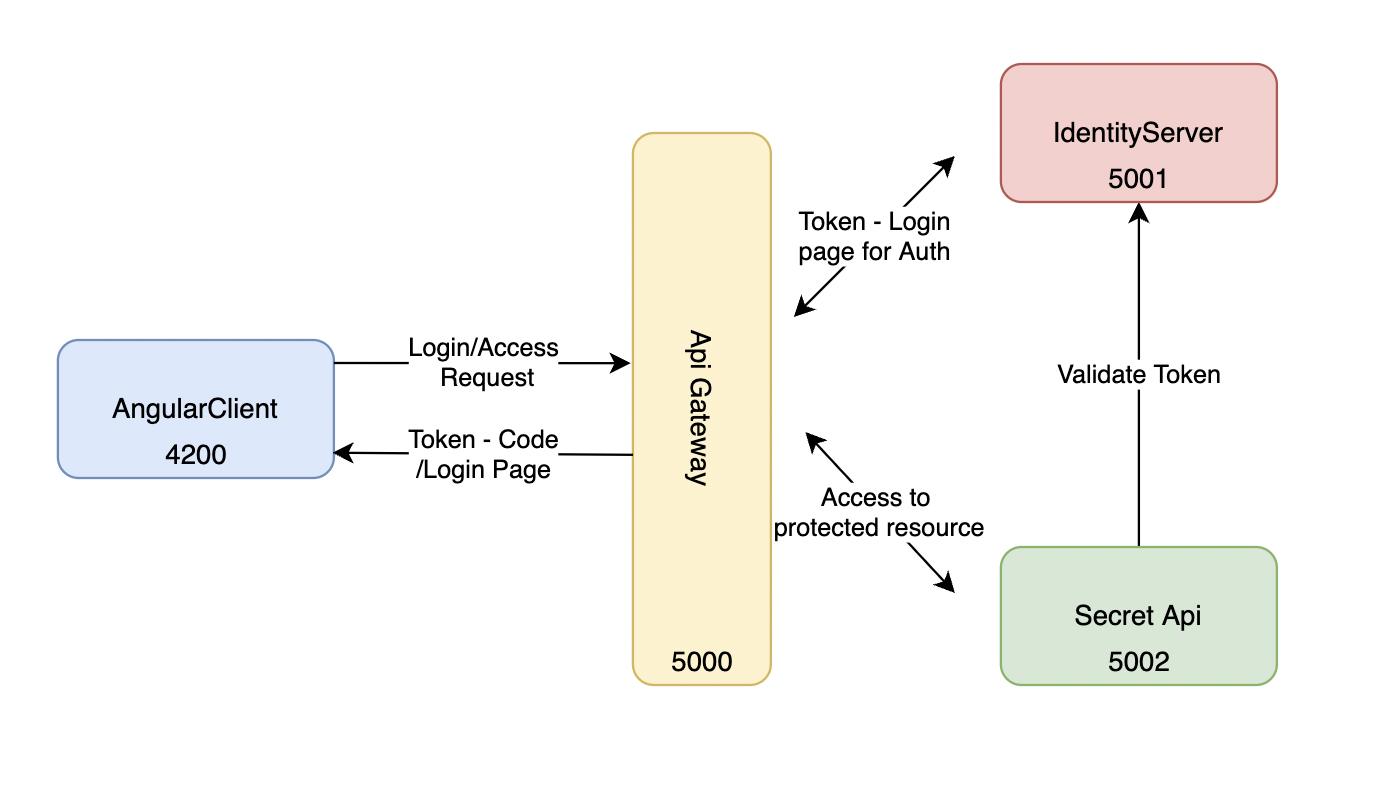 IdentityServer
5001
Token - Login
page for Auth
Login/Access
Request
Api Gateway
AngularClient
4200
Token - Code
/Login Page
Validate Token
Access to
protected resource
Secret Api
5002
5000